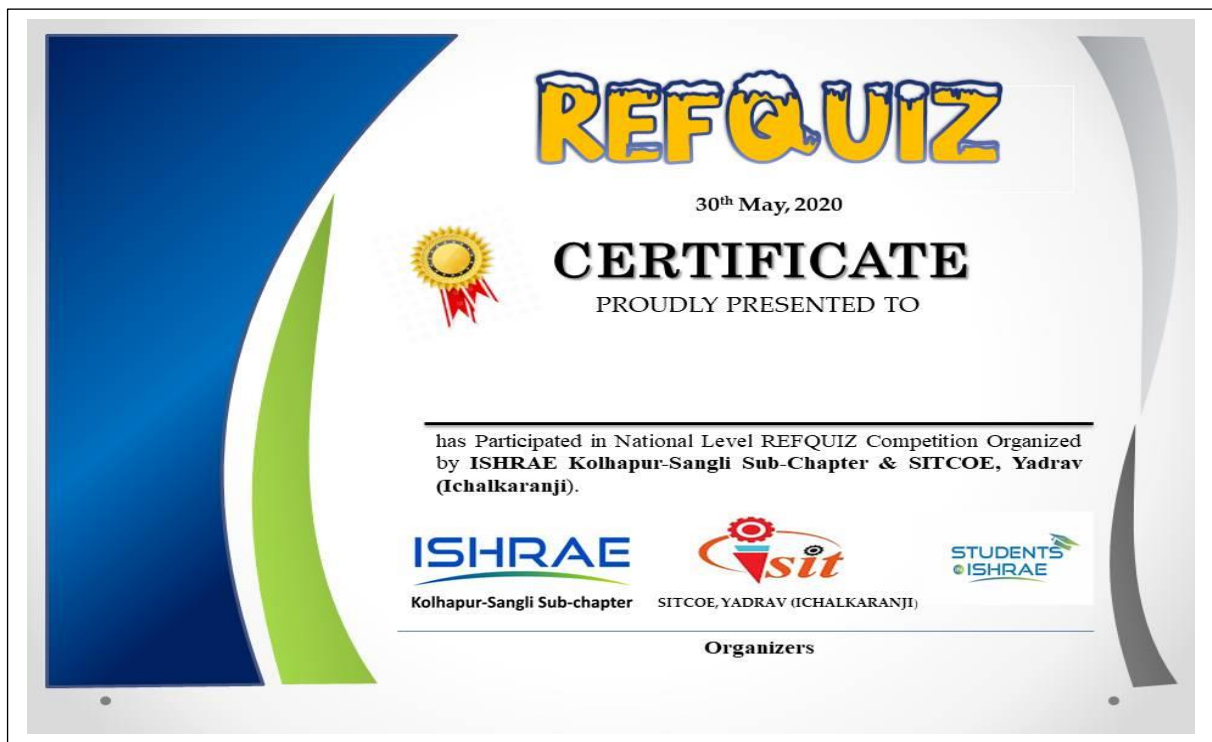 REFQUIZ
30th May, 2020
CERTIFICATE
PROUDLY PRESENTED TO
has Participated in National Level REFQUIZ Competition Organized
by ISHRAE Kolhapur-Sangli Sub-Chapter & SITCOE, Yadrav
(Ichalkaranji).
ISHRAE
Kolhapur-Sangli Sub-chapter
sit
SITCOE, YADRAV (ICHALKARANJI)
STUDENTS
IN ISHRAE
Organizers